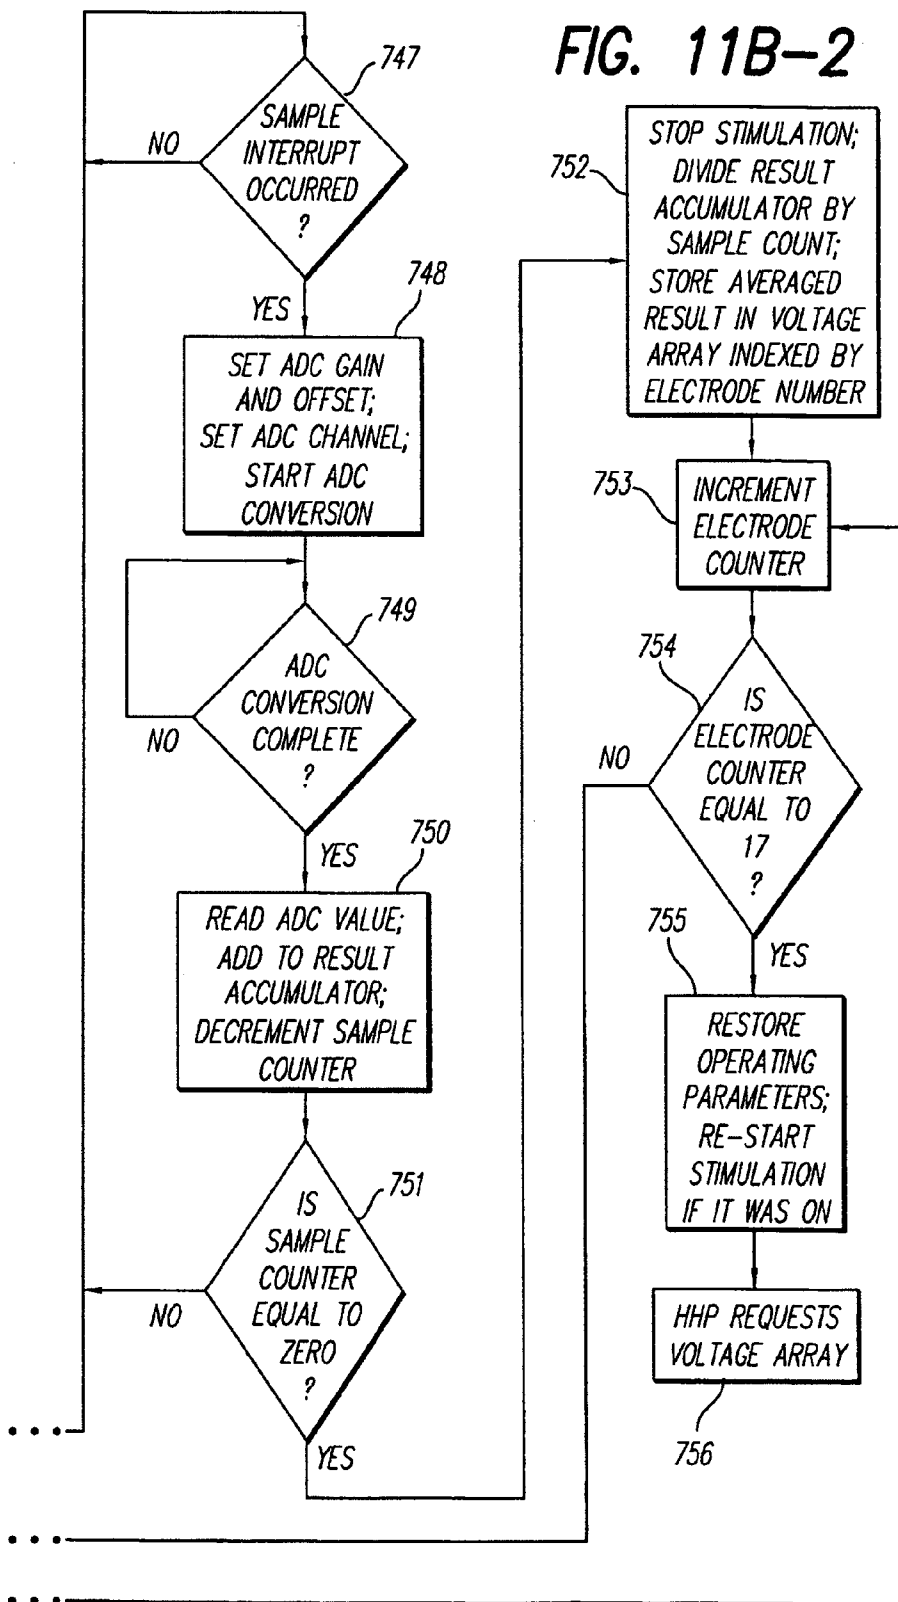 FIG. 11B-2
747
SAMPLE
INTERRUPT
OCCURRED
?
NO
YES
748
SET ADC GAIN
AND OFFSET;
SET ADC CHANNEL;
START ADC
CONVERSION
749
ADC
CONVERSION
COMPLETE
?
NO
YES
750
READ ADC VALUE;
ADD TO RESULT
ACCUMULATOR;
DECREMENT SAMPLE
COUNTER
751
IS
SAMPLE
COUNTER
EQUAL TO
ZERO
?
NO
YES
752
STOP STIMULATION;
DIVIDE RESULT
ACCUMULATOR BY
SAMPLE COUNT;
STORE AVERAGED
RESULT IN VOLTAGE
ARRAY INDEXED BY
ELECTRODE NUMBER
753
INCREMENT
ELECTRODE
COUNTER
754
IS
ELECTRODE
COUNTER
EQUAL TO
17
?
NO
YES
755
RESTORE
OPERATING
PARAMETERS;
RE-START
STIMULATION
IF IT WAS ON
HHP REQUESTS
VOLTAGE ARRAY
756